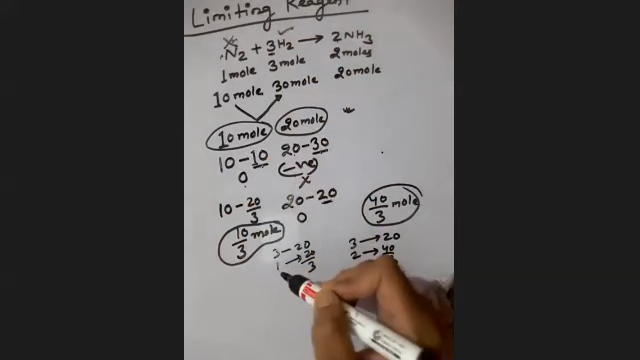 Limiting Reagent
N2 + 3H2 → 2NH3
1mole 3mole 2moles
10mole 30mole 20mole
10mole 20mole
10-10 20-30
0 (-ve)
×
10-20/3 20-20
0
10/3 mole
40/3 mole
3-20
1→20/3
3→20
2→40/3